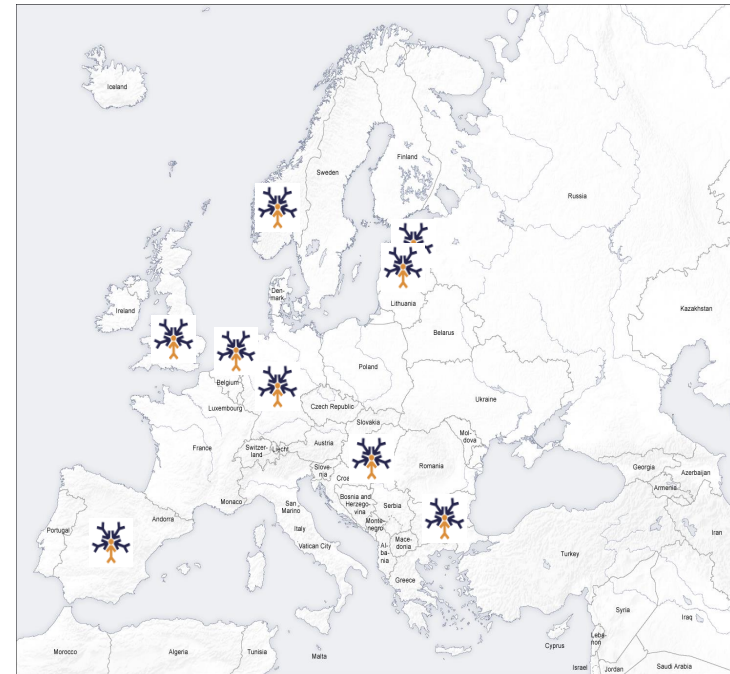 Iceland
Finland
Sweden
Russia
Den-
mark
Lithuania
Ireland
Kazakhstan
Belarus
Poland
Belgium
Ukraine
Luxembourg
Czech Republic
Slovakia
Mol-
dova
France
Switzer-
land
Liecht
Austria
Slove-
nia
Croa
Romania
Georgia
Azerbaijan
Armenia
Monaco
San
Marino
Bosnia and
Herzego-
vina
Serbia
Andorra
Portugal
Italy
Monte-
negro
Vatican City
Al-
ba-
nia
Mace-
donia
Iran
Turkey
Greece
Syria
Iraq
Cyprus
Leba-
non
Morocco
Algeria
Tunisia
Malta
Israel
Jordan
Saudi Arabia